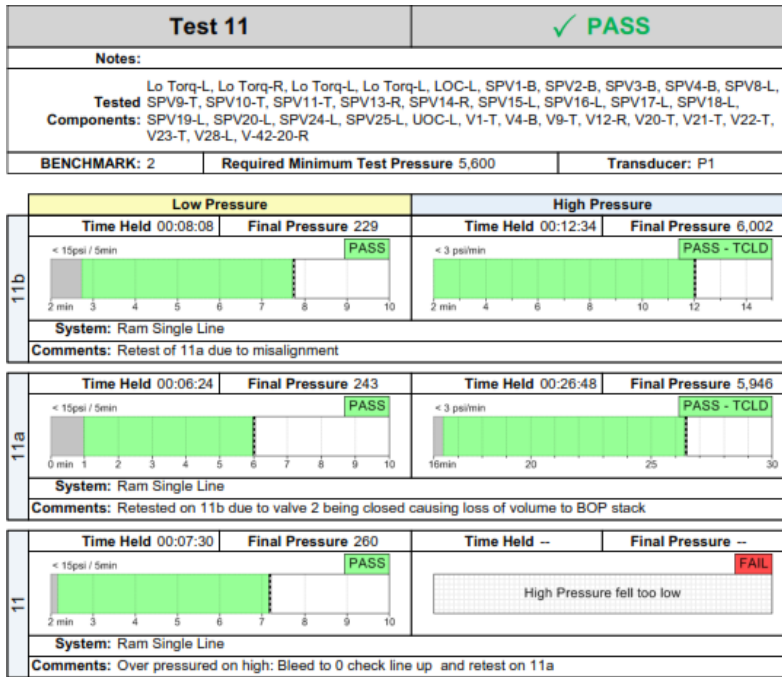 Test 11
✓ PASS
Notes:
Tested Components: Lo Torq-L, Lo Torq-R, Lo Torq-L, Lo Torq-L, LOC-L, SPV1-B, SPV2-B, SPV3-B, SPV4-B, SPV8-L,
SPV9-T, SPV10-T, SPV11-T, SPV13-R, SPV14-R, SPV15-L, SPV16-L, SPV17-L, SPV18-L,
SPV19-L, SPV20-L, SPV24-L, SPV25-L, UOC-L, V1-T, V4-B, V9-T, V12-R, V20-T, V21-T, V22-T,
V23-T, V28-L, V-42-20-R
BENCHMARK: 2 Required Minimum Test Pressure 5,600 Transducer: P1
Low Pressure High Pressure
11b
Time Held 00:08:08 Final Pressure 229 Time Held 00:12:34 Final Pressure 6,002
< 15psi / 5min PASS < 3 psi/min PASS - TCLD
2 min 3 4 5 6 7 8 9 10 2 min 4 6 8 10 12 14
System: Ram Single Line
Comments: Retest of 11a due to misalignment
11a
Time Held 00:06:24 Final Pressure 243 Time Held 00:26:48 Final Pressure 5,946
< 15psi / 5min PASS < 3 psi/min PASS - TCLD
0 min 1 2 3 4 5 6 7 8 9 10 16min 20 25 30
System: Ram Single Line
Comments: Retested on 11b due to valve 2 being closed causing loss of volume to BOP stack
11
Time Held 00:07:30 Final Pressure 260 Time Held -- Final Pressure --
< 15psi / 5min PASS FAIL
High Pressure fell too low
2 min 3 4 5 6 7 8 9 10
System: Ram Single Line
Comments: Over pressured on high: Bleed to 0 check line up and retest on 11a